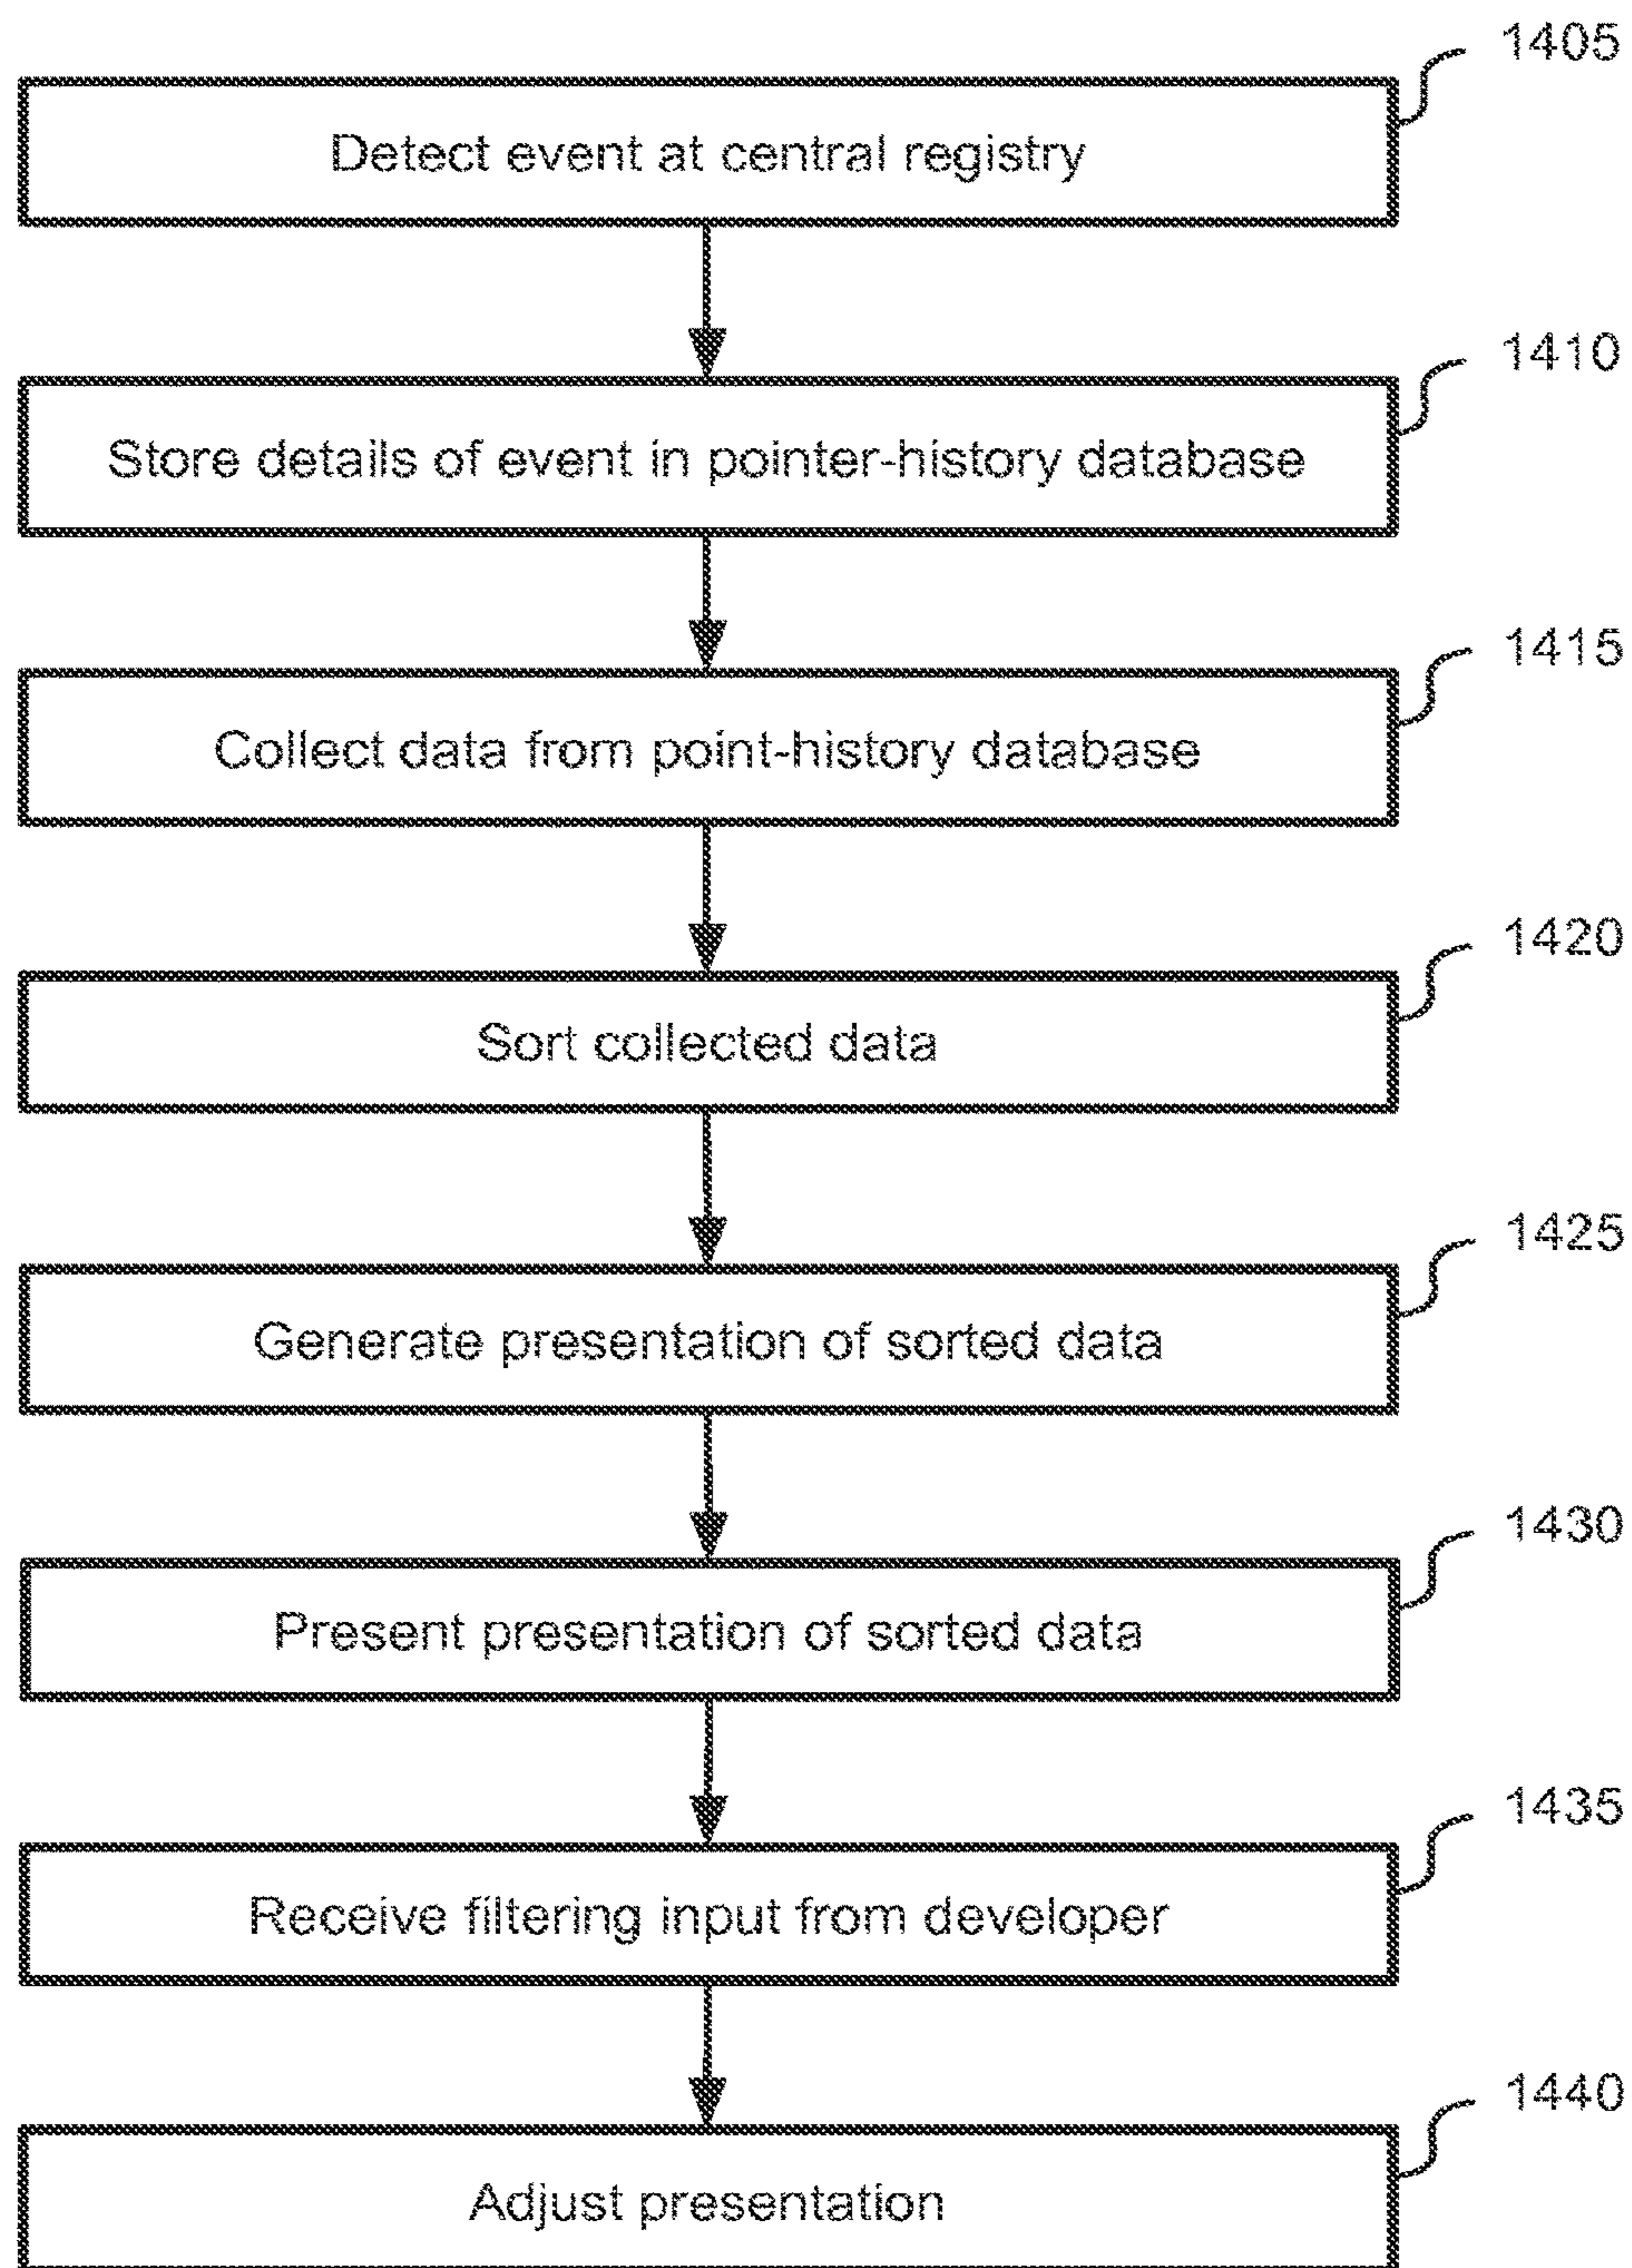 1405
Detect event at central registry
1410
Store details of event in pointer-history database
1415
Collect data from point-history database
1420
Sort collected data
1425
Generate presentation of sorted data
1430
Present presentation of sorted data
1435
Receive filtering input from developer
1440
Adjust presentation